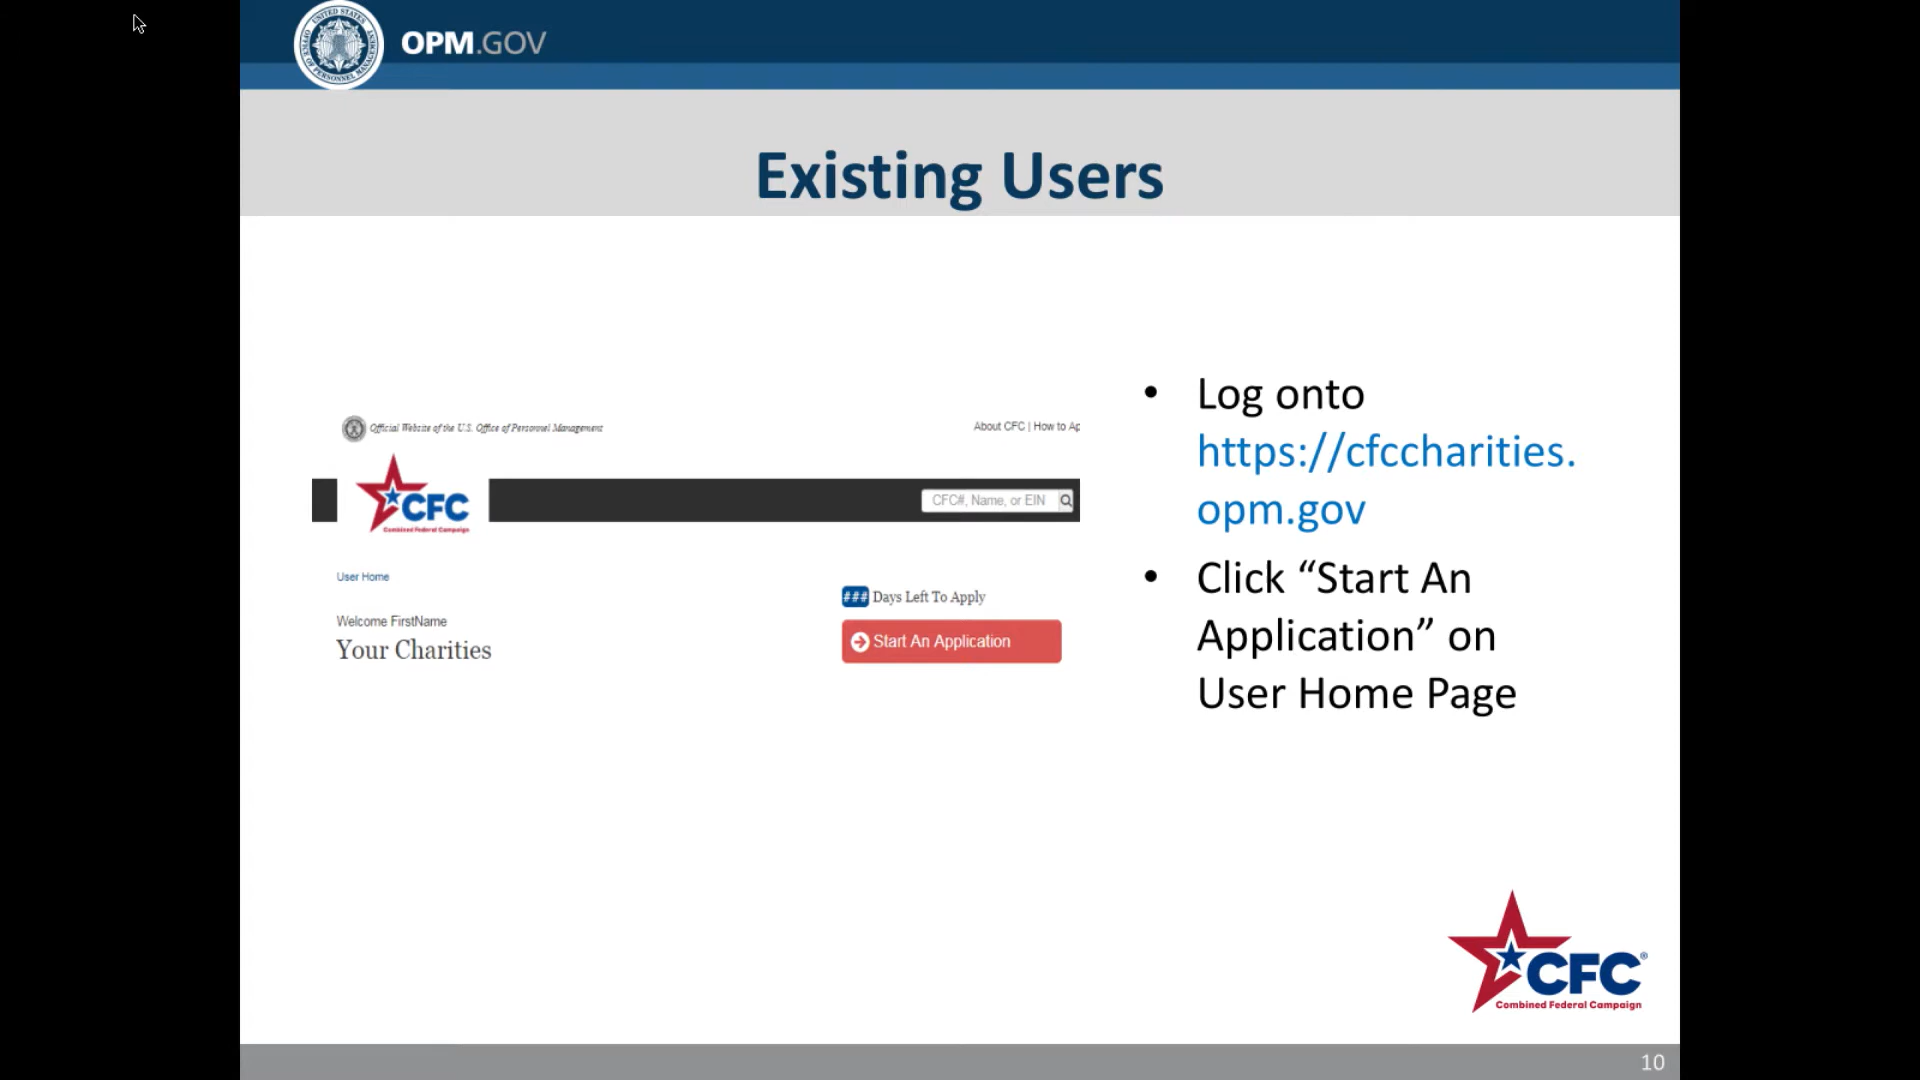 OPM.GOV
Existing Users
Official Website of the U.S. Office of Personnel Management
About CFC | How to Ap
CFC
Combined Federal Campaign
CFC#, Name, or EIN
User Home
Welcome FirstName
Your Charities
### Days Left To Apply
Start An Application
• Log onto
https://cfccharities.
opm.gov
• Click “Start An
Application” on
User Home Page
CFC®
Combined Federal Campaign
10